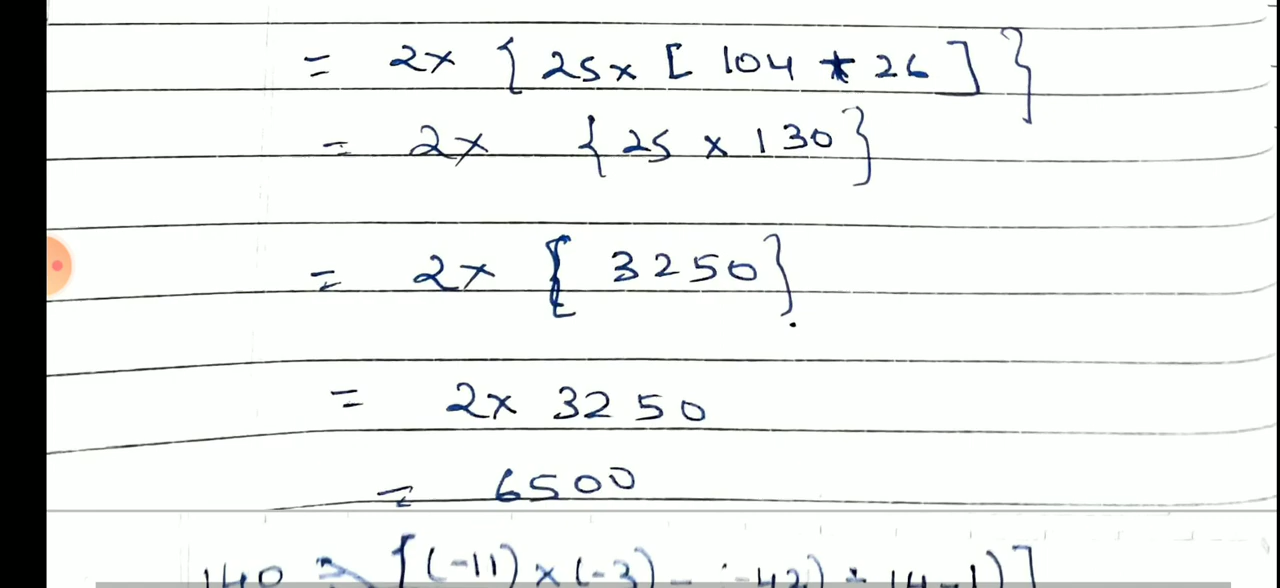 = 2x { 25x [ 104 + 26 ] }
= 2x { 25 x 130 }
= 2x { 3250 }
= 2x 3250
= 6500